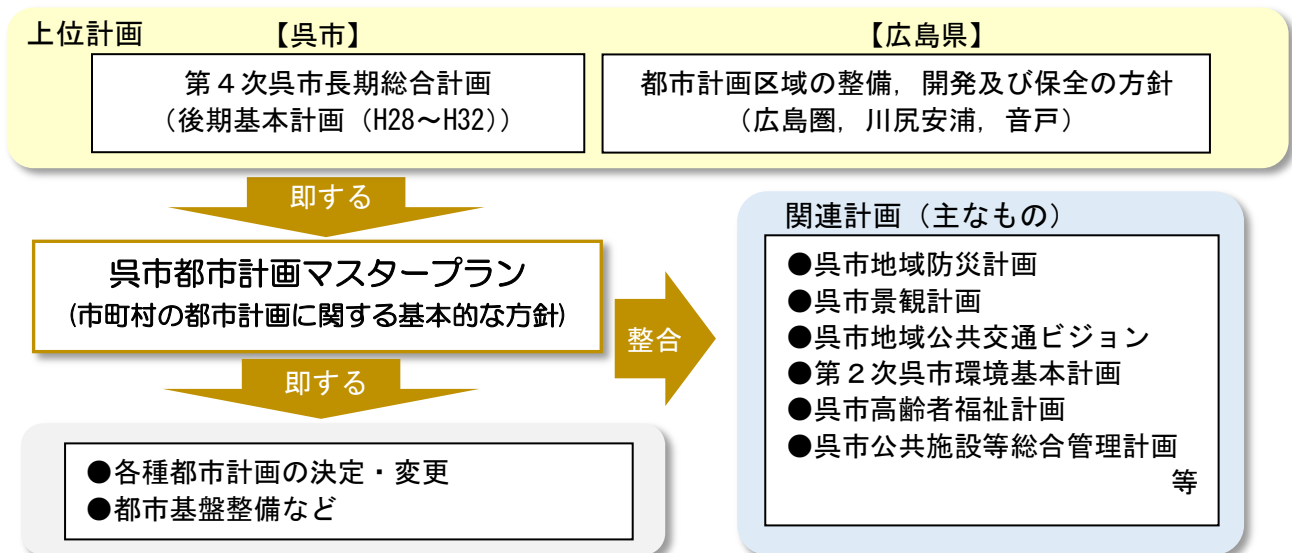 上位計画
【呉市】
【広島県】
第４次呉市長期総合計画
（後期基本計画（H28～H32））
都市計画区域の整備，開発及び保全の方針
（広島圏，川尻安浦，音戸）
即する
呉市都市計画マスタープラン
(市町村の都市計画に関する基本的な方針)
整合
即する
●各種都市計画の決定・変更
●都市基盤整備など
関連計画（主なもの）
●呉市地域防災計画
●呉市景観計画
●呉市地域公共交通ビジョン
●第２次呉市環境基本計画
●呉市高齢者福祉計画
●呉市公共施設等総合管理計画
等